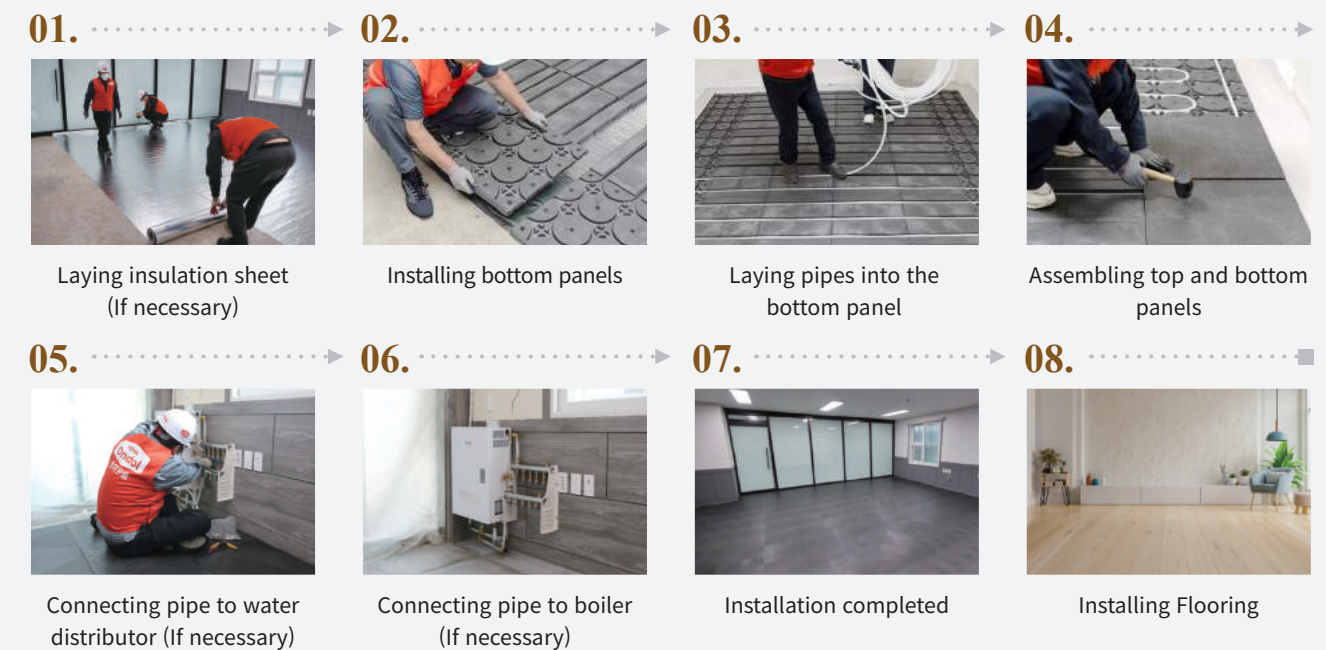 01.
02.
03.
04.
Laying insulation sheet
(If necessary)
Installing bottom panels
Laying pipes into the
bottom panel
Assembling top and bottom
panels
05.
06.
07.
08.
Ondol
Connecting pipe to water
distributor (If necessary)
Connecting pipe to boiler
(If necessary)
Installation completed
Installing Flooring